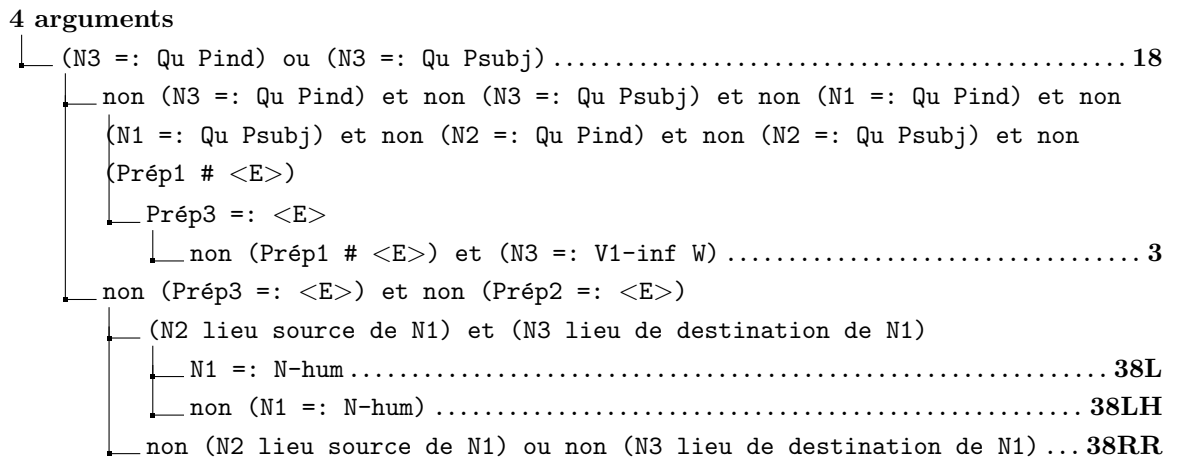 4 arguments
(N3 =: Qu Pind) ou (N3 =: Qu Psubj) ............................................... 18
non (N3 =: Qu Pind) et non (N3 =: Qu Psubj) et non (N1 =: Qu Pind) et non
(N1 =: Qu Psubj) et non (N2 =: Qu Pind) et non (N2 =: Qu Psubj) et non
(Prép1 # <E>)
Prép3 =: <E>
non (Prép1 # <E>) et (N3 =: V1-inf W) .................................. 3
non (Prép3 =: <E>) et non (Prép2 =: <E>)
(N2 lieu source de N1) et (N3 lieu de destination de N1)
N1 =: N-hum .............................................................. 38L
non (N1 =: N-hum) ..................................................... 38LH
non (N2 lieu source de N1) ou non (N3 lieu de destination de N1) ... 38RR